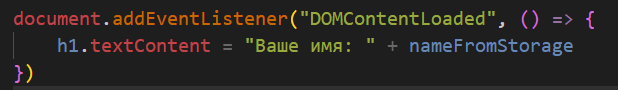 document.addEventListener("DOMContentLoaded", () => {
    h1.textContent = "Ваше имя: " + nameFromStorage
})